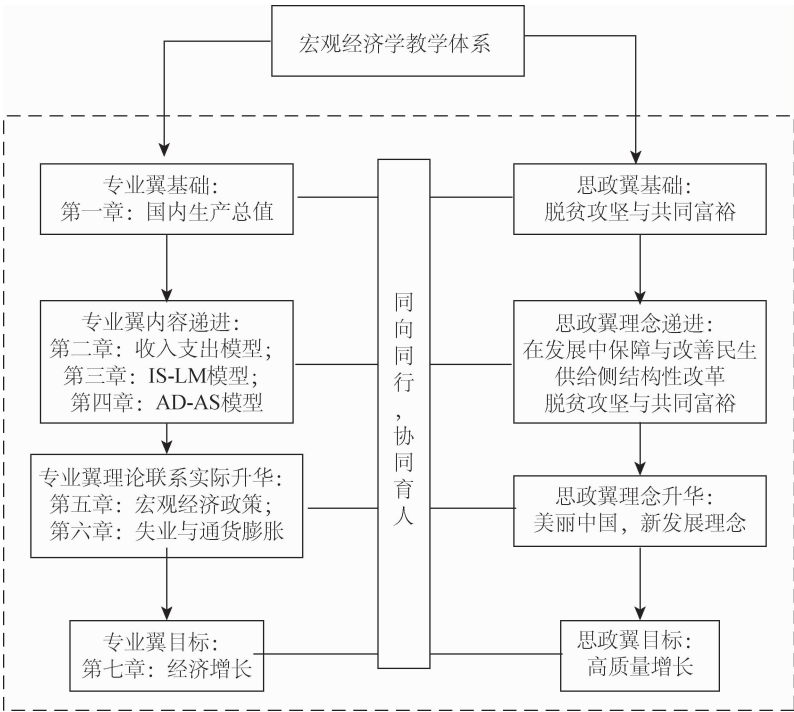 宏观经济学教学体系
专业翼基础：
第一章：国内生产总值
思政翼基础：
脱贫攻坚与共同富裕
专业翼内容递进：
第二章：收入支出模型；
第三章：IS-LM模型；
第四章：AD-AS模型
思政翼理念递进：
在发展中保障与改善民生
供给侧结构性改革
脱贫攻坚与共同富裕
同向同行，协同育人
专业翼理论联系实际升华：
第五章：宏观经济政策；
第六章：失业与通货膨胀
思政翼理念升华：
美丽中国，新发展理念
专业翼目标：
第七章：经济增长
思政翼目标：
高质量增长